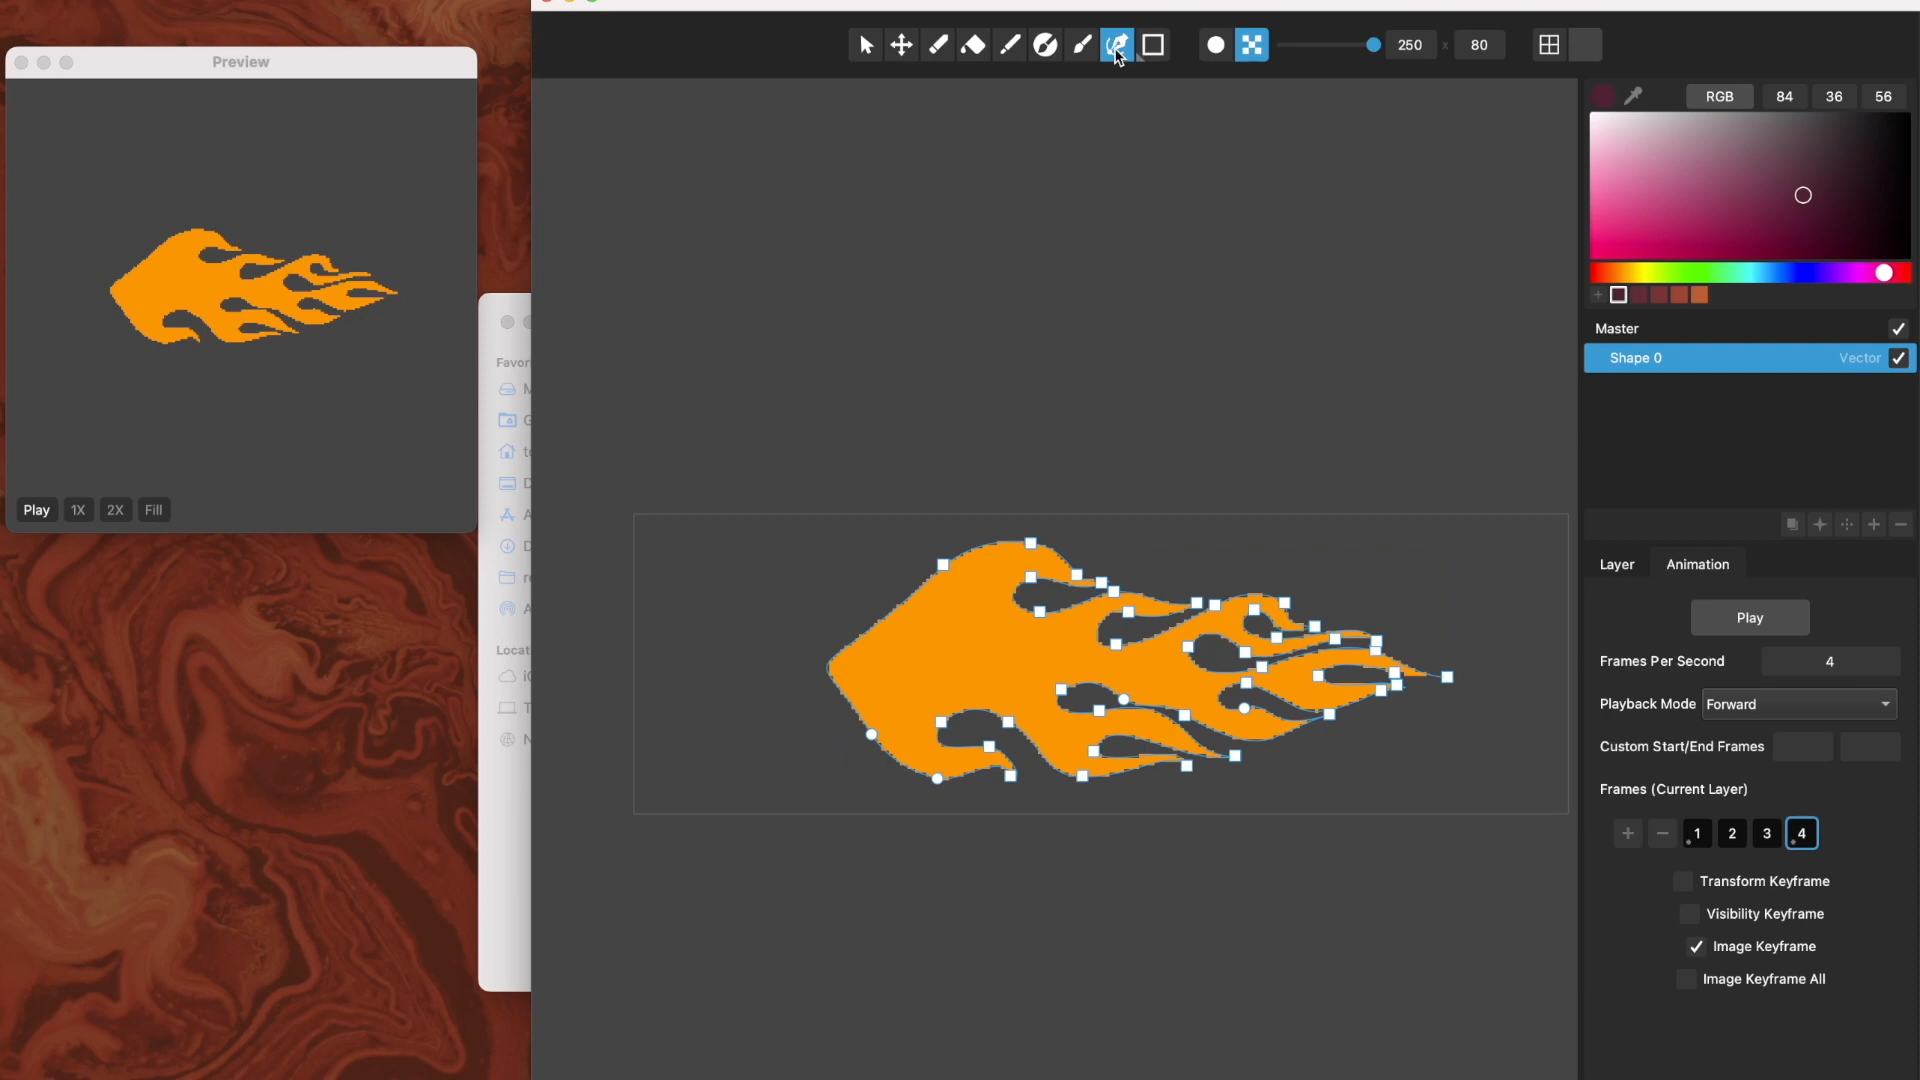 Preview
Play 1X 2X Fill
Favor
Locat
250 x 80
RGB 84 36 56
Master
Shape 0 Vector
Layer Animation
Play
Frames Per Second 4
Playback Mode Forward
Custom Start/End Frames
Frames (Current Layer)
+ − 1 2 3 4
Transform Keyframe
Visibility Keyframe
Image Keyframe
Image Keyframe All